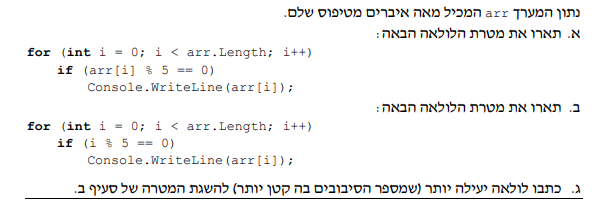 נתון המערך arr המכיל מאה איברים מטיפוס שלם.
א. תארו את מטרת הלולאה הבאה:
for (int i = 0; i < arr.Length; i++)
if (arr[i] % 5 == 0)
Console.WriteLine(arr[i]);
ב. תארו את מטרת הלולאה הבאה:
for (int i = 0; i < arr.Length; i++)
if (i % 5 == 0)
Console.WriteLine(arr[i]);
ג. כתבו לולאה יעילה יותר (שמספר הסיבובים בה קטן יותר) להשגת המטרה של סעיף ב.